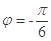 φ = -π/6